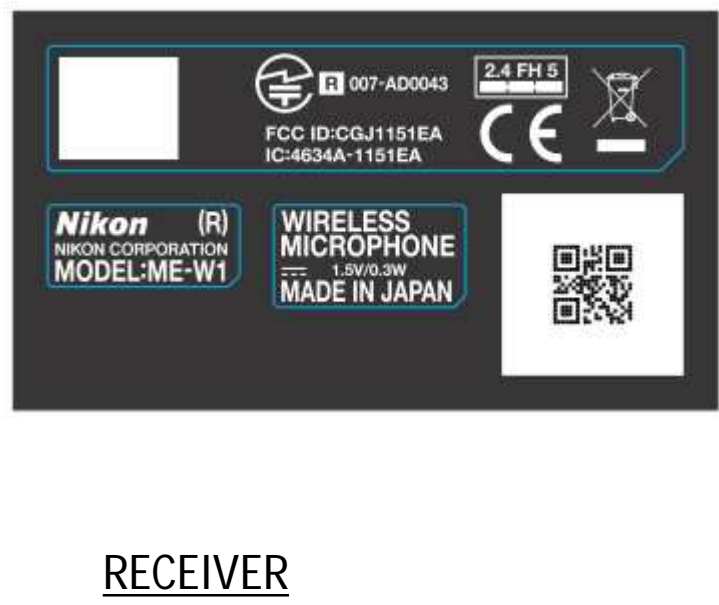 R 007-AD0043
2.4 FH 5
FCC ID:CGJ1151EA
IC:4634A-1151EA
CE
Nikon (R)
NIKON CORPORATION
MODEL:ME-W1
WIRELESS
MICROPHONE
1.5V/0.3W
MADE IN JAPAN
RECEIVER